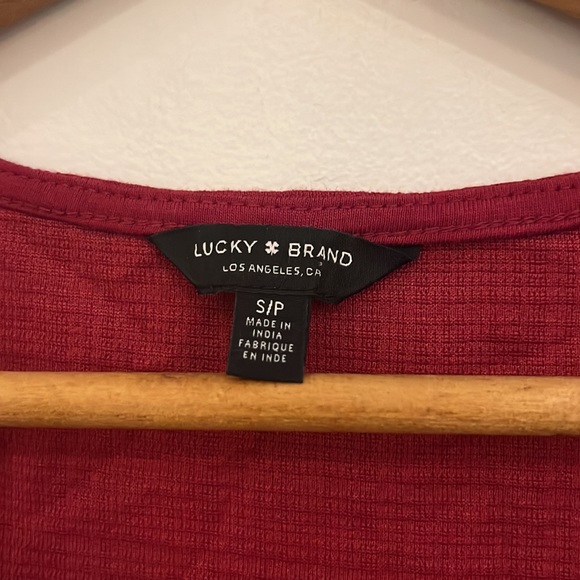 LUCKY BRAND
LOS ANGELES, CA
S/P
MADE IN
INDIA
FABRIQUE
EN INDE